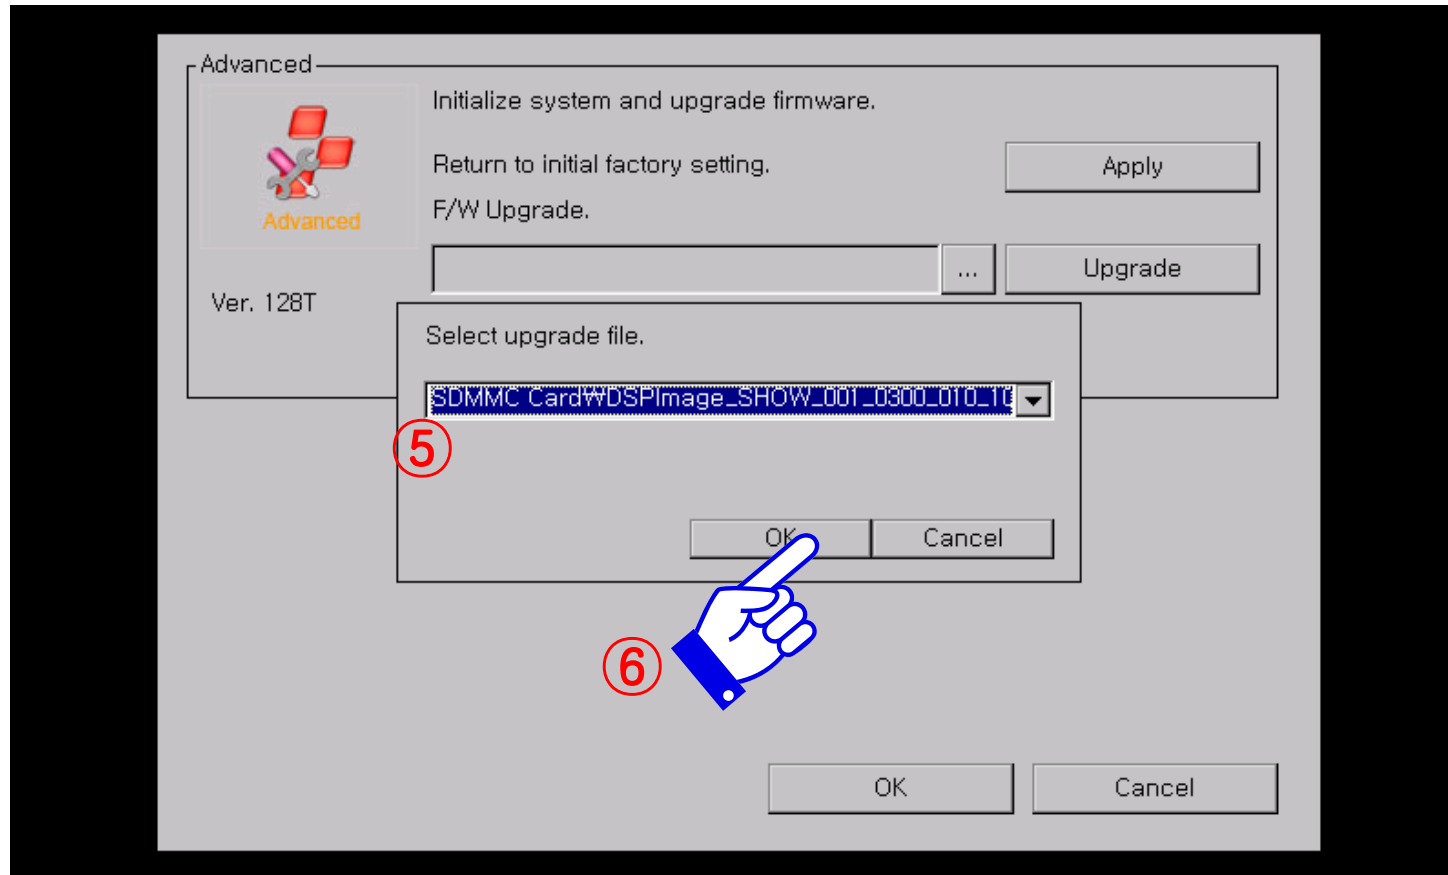 Advanced
Initialize system and upgrade firmware.
Return to initial factory setting.
Apply
Advanced
F/W Upgrade.
...
Upgrade
Ver. 128T
Select upgrade file.
SDMMC Card₩DSPImage_SHOW_001_0300_010_10
⑤
OK
Cancel
⑥
OK
Cancel